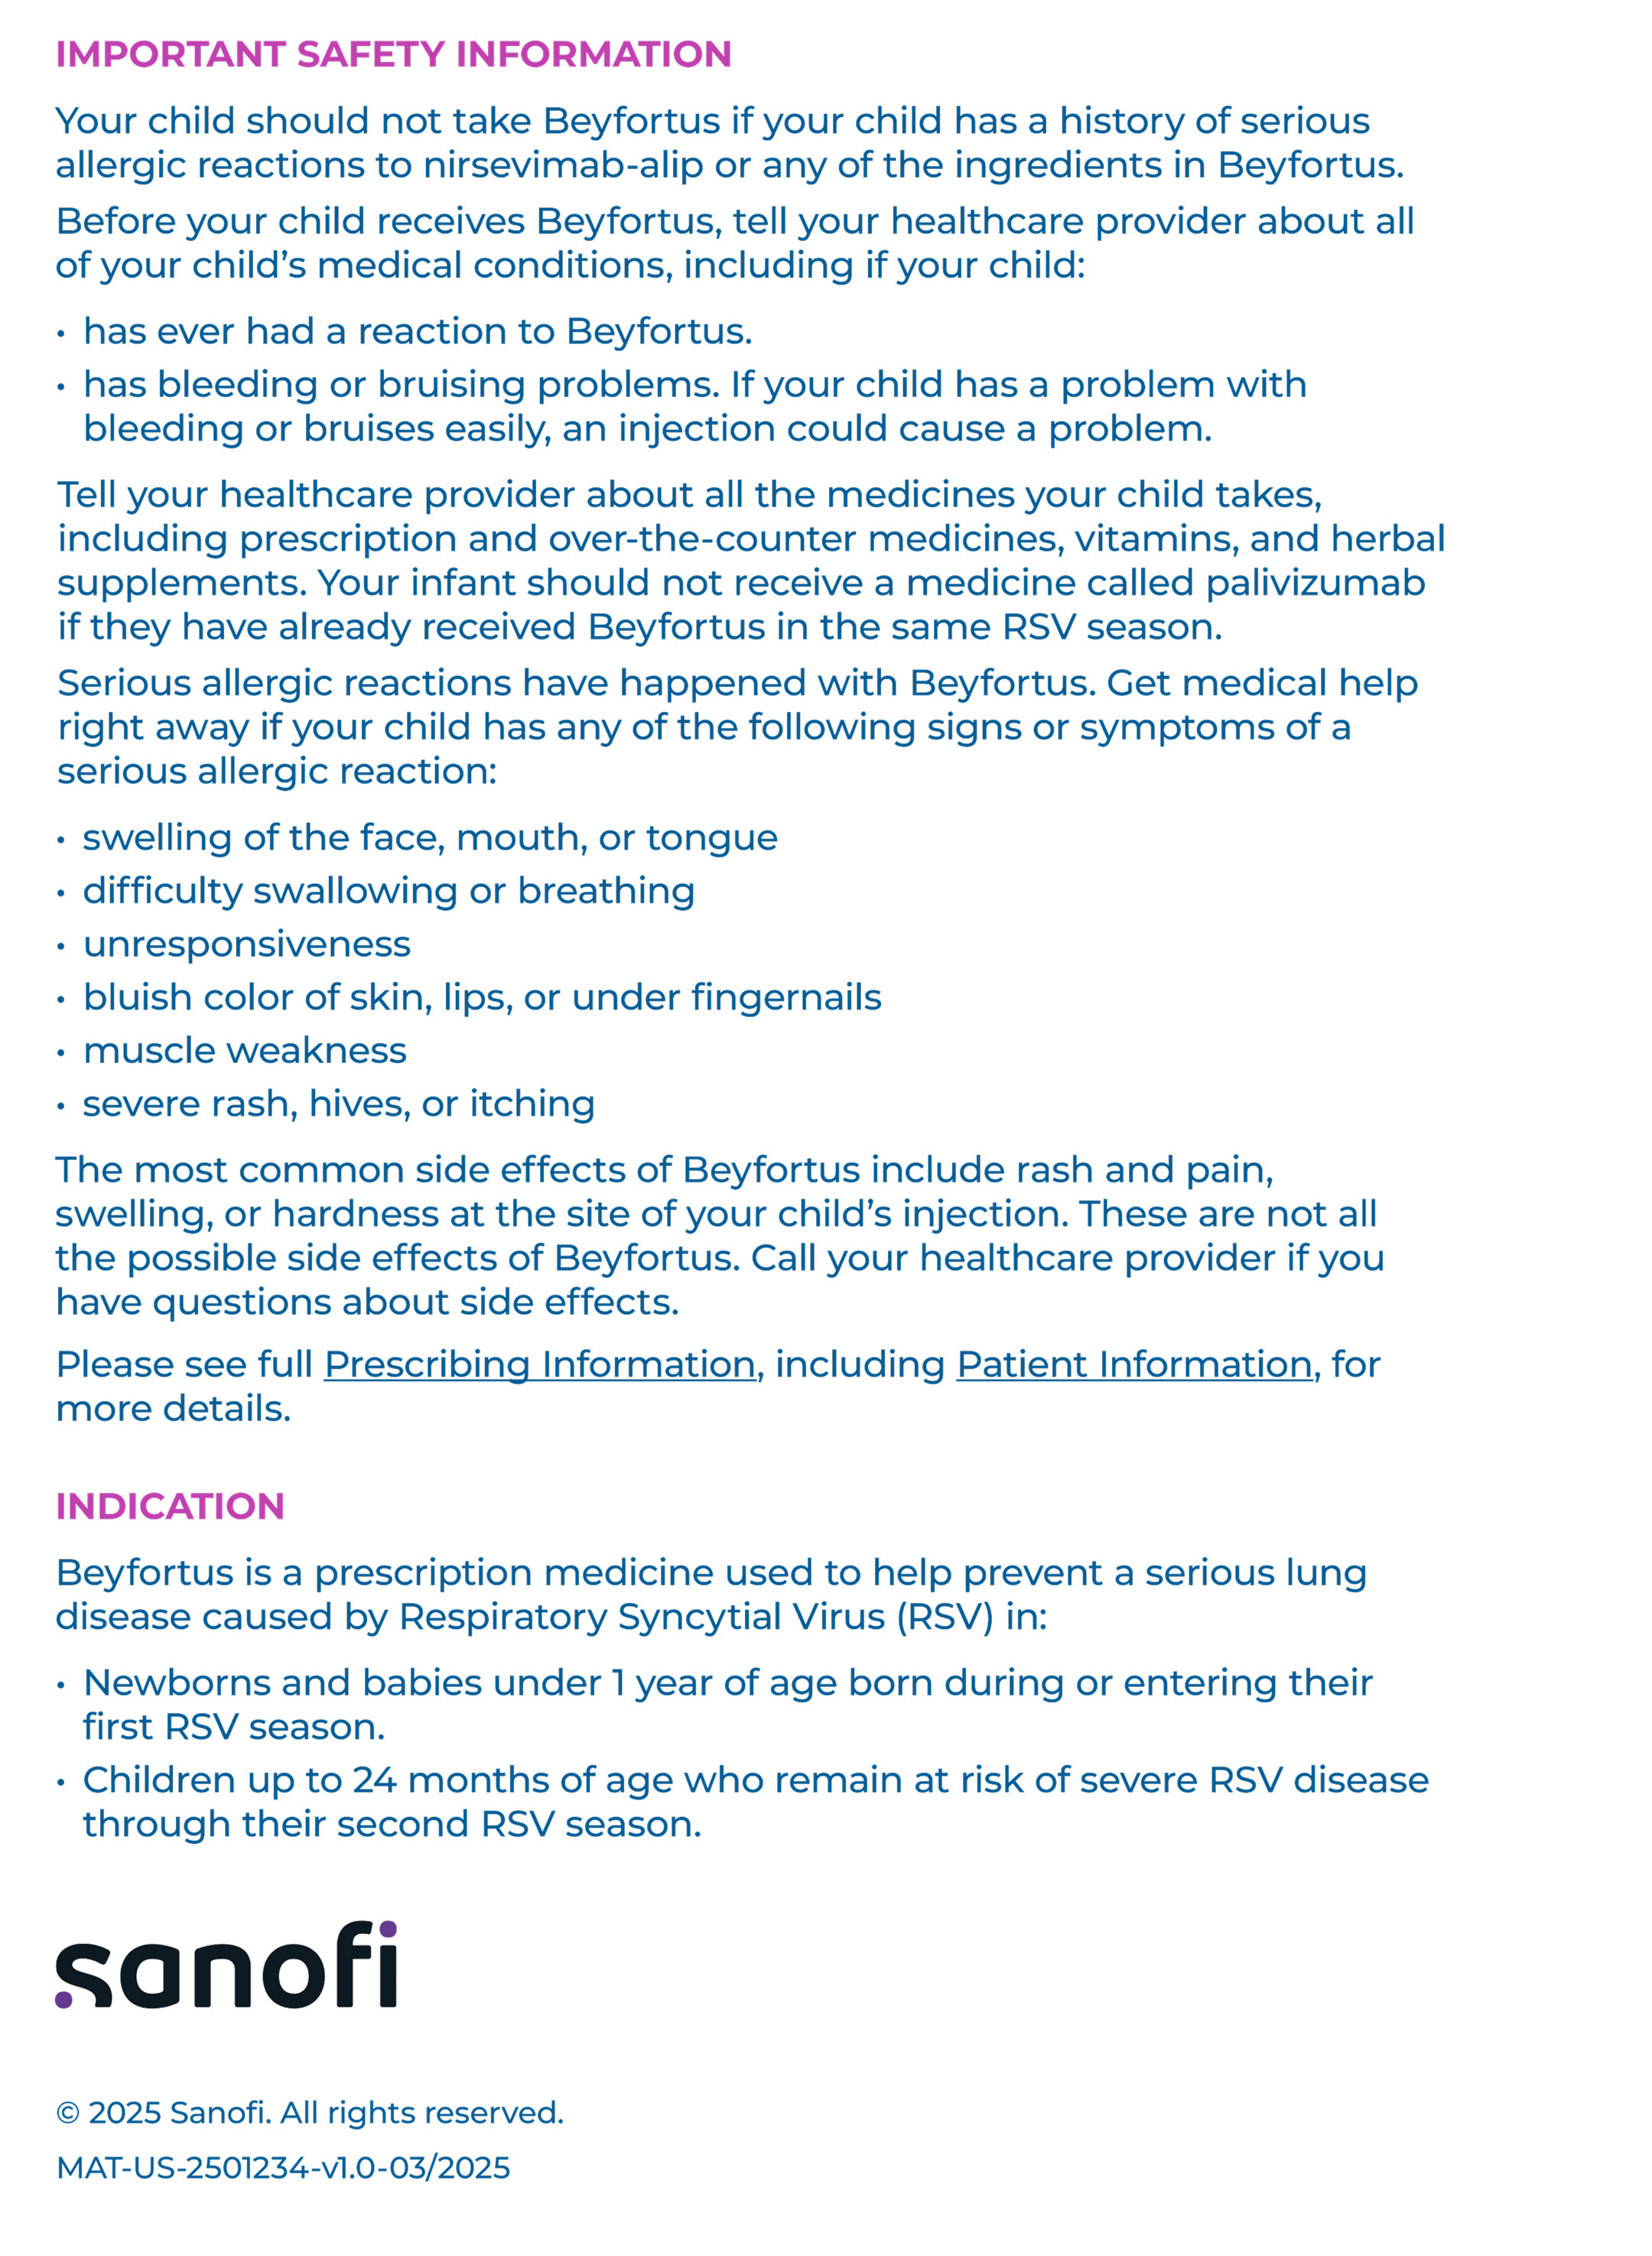 IMPORTANT SAFETY INFORMATION
Your child should not take Beyfortus if your child has a history of serious
allergic reactions to nirsevimab-alip or any of the ingredients in Beyfortus.
Before your child receives Beyfortus, tell your healthcare provider about all
of your child’s medical conditions, including if your child:
• has ever had a reaction to Beyfortus.
• has bleeding or bruising problems. If your child has a problem with
bleeding or bruises easily, an injection could cause a problem.
Tell your healthcare provider about all the medicines your child takes,
including prescription and over-the-counter medicines, vitamins, and herbal
supplements. Your infant should not receive a medicine called palivizumab
if they have already received Beyfortus in the same RSV season.
Serious allergic reactions have happened with Beyfortus. Get medical help
right away if your child has any of the following signs or symptoms of a
serious allergic reaction:
• swelling of the face, mouth, or tongue
• difficulty swallowing or breathing
• unresponsiveness
• bluish color of skin, lips, or under fingernails
• muscle weakness
• severe rash, hives, or itching
The most common side effects of Beyfortus include rash and pain,
swelling, or hardness at the site of your child’s injection. These are not all
the possible side effects of Beyfortus. Call your healthcare provider if you
have questions about side effects.
Please see full Prescribing Information, including Patient Information, for
more details.
INDICATION
Beyfortus is a prescription medicine used to help prevent a serious lung
disease caused by Respiratory Syncytial Virus (RSV) in:
• Newborns and babies under 1 year of age born during or entering their
first RSV season.
• Children up to 24 months of age who remain at risk of severe RSV disease
through their second RSV season.
sanofi
© 2025 Sanofi. All rights reserved.
MAT-US-2501234-v1.0-03/2025